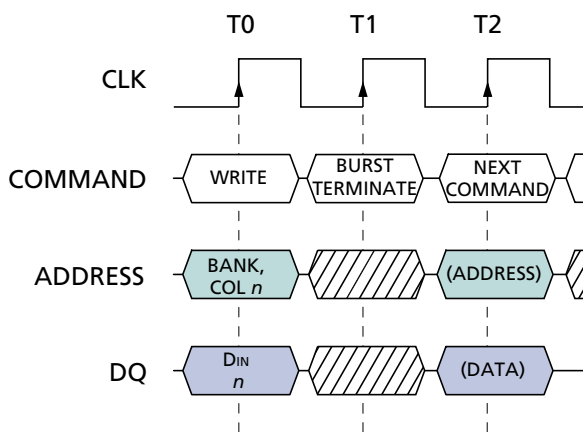 T0 T1 T2
CLK
COMMAND WRITE BURST TERMINATE NEXT COMMAND
ADDRESS BANK, COL n (ADDRESS)
DQ DIN n (DATA)